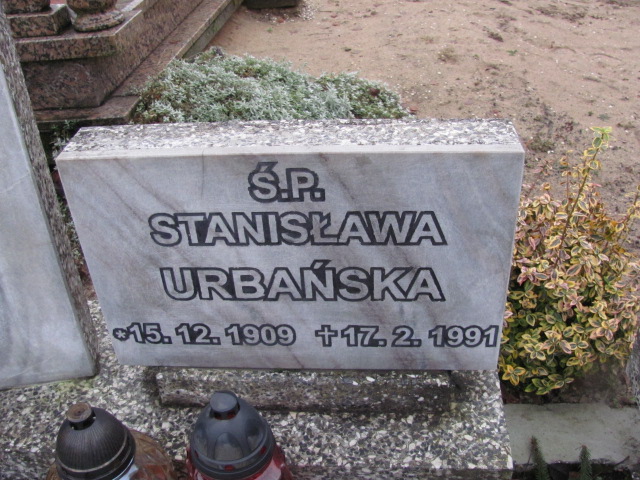 Ś.P.
STANISŁAWA
URBAŃSKA
*15. 12. 1909 ✝17. 2. 1991